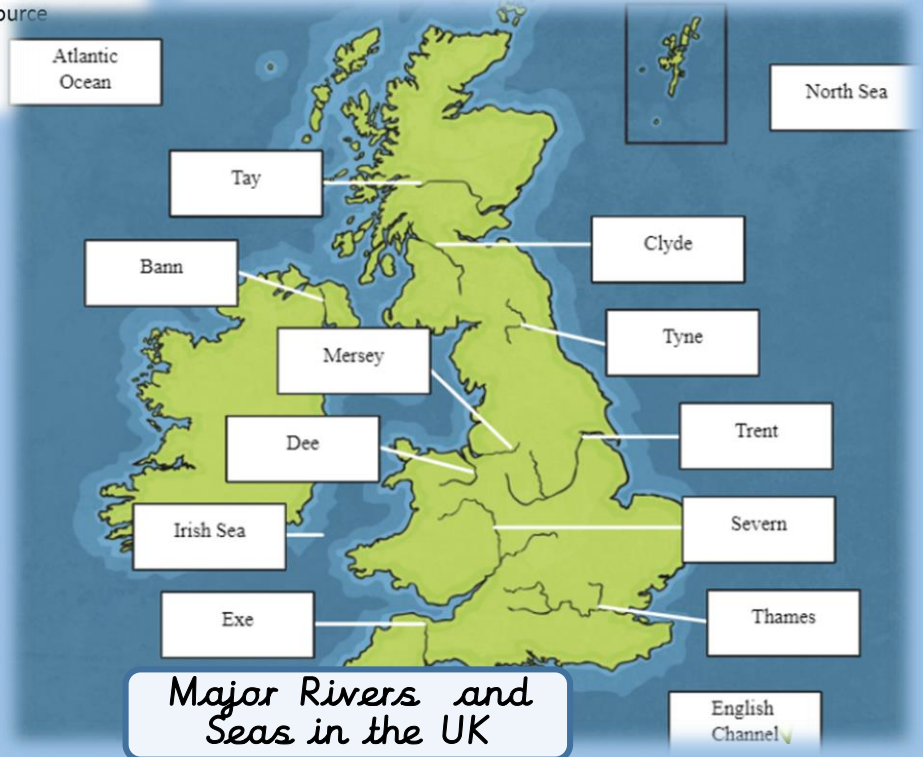 Atlantic
Ocean
North Sea
Tay
Clyde
Bann
Tyne
Mersey
Trent
Dee
Severn
Irish Sea
Thames
Exe
Major Rivers and
Seas in the UK
English
Channel